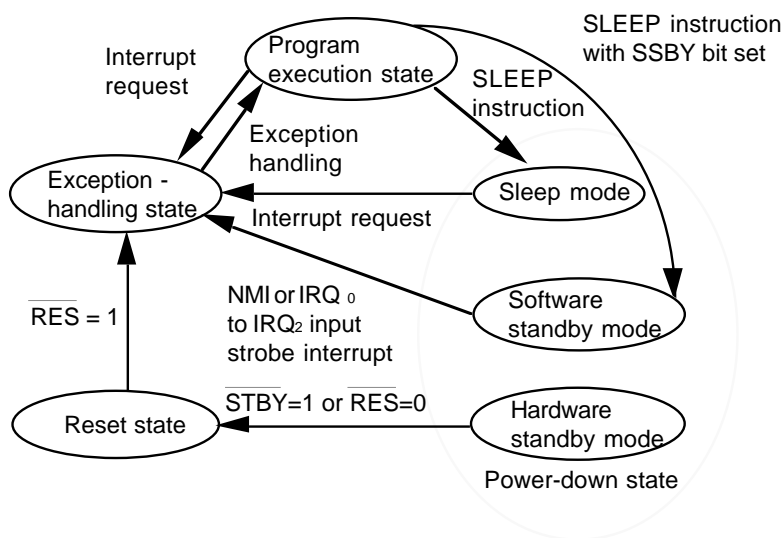 SLEEP instruction
with SSBY bit set
Program
execution state
Interrupt
request
SLEEP
instruction
Exception
handling
Exception -
handling state
Sleep mode
Interrupt request
NMI or IRQ 0
to IRQ2 input
strobe interrupt
Software
standby mode
RES = 1
STBY=1 or RES=0
Reset state
Hardware
standby mode
Power-down state